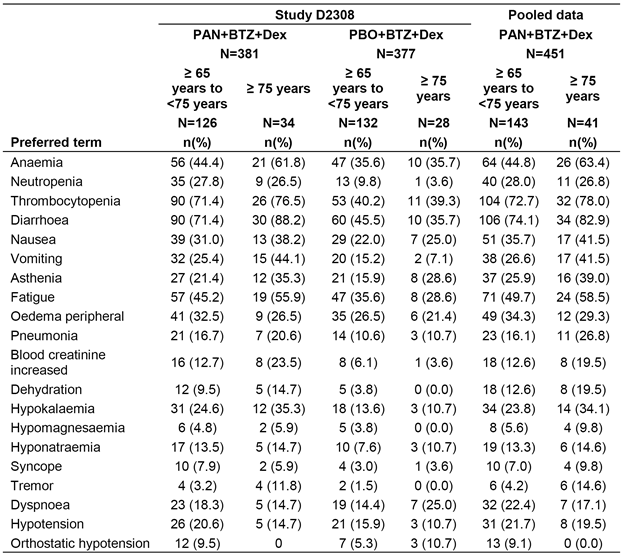 Study D2308 Pooled data
PAN+BTZ+Dex PBO+BTZ+Dex PAN+BTZ+Dex
N=381 N=377 N=451
≥ 65 years to <75 years ≥ 75 years ≥ 65 years to <75 years ≥ 75 years ≥ 65 years to <75 years ≥ 75 years
N=126 N=34 N=132 N=28 N=143 N=41
Preferred term n(%) n(%) n(%) n(%) n(%) n(%)
Anaemia 56 (44.4) 21 (61.8) 47 (35.6) 10 (35.7) 64 (44.8) 26 (63.4)
Neutropenia 35 (27.8) 9 (26.5) 13 (9.8) 1 (3.6) 40 (28.0) 11 (26.8)
Thrombocytopenia 90 (71.4) 26 (76.5) 53 (40.2) 11 (39.3) 104 (72.7) 32 (78.0)
Diarrhoea 90 (71.4) 30 (88.2) 60 (45.5) 10 (35.7) 106 (74.1) 34 (82.9)
Nausea 39 (31.0) 13 (38.2) 29 (22.0) 7 (25.0) 51 (35.7) 17 (41.5)
Vomiting 32 (25.4) 15 (44.1) 20 (15.2) 2 (7.1) 38 (26.6) 17 (41.5)
Asthenia 27 (21.4) 12 (35.3) 21 (15.9) 8 (28.6) 37 (25.9) 16 (39.0)
Fatigue 57 (45.2) 19 (55.9) 47 (35.6) 8 (28.6) 71 (49.7) 24 (58.5)
Oedema peripheral 41 (32.5) 9 (26.5) 35 (26.5) 6 (21.4) 49 (34.3) 12 (29.3)
Pneumonia 21 (16.7) 7 (20.6) 14 (10.6) 3 (10.7) 23 (16.1) 11 (26.8)
Blood creatinine increased 16 (12.7) 8 (23.5) 8 (6.1) 1 (3.6) 18 (12.6) 8 (19.5)
Dehydration 12 (9.5) 5 (14.7) 5 (3.8) 0 (0.0) 18 (12.6) 8 (19.5)
Hypokalaemia 31 (24.6) 12 (35.3) 18 (13.6) 3 (10.7) 34 (23.8) 14 (34.1)
Hypomagnesaemia 6 (4.8) 2 (5.9) 5 (3.8) 0 (0.0) 8 (5.6) 4 (9.8)
Hyponatraemia 17 (13.5) 5 (14.7) 10 (7.6) 3 (10.7) 19 (13.3) 6 (14.6)
Syncope 10 (7.9) 2 (5.9) 4 (3.0) 1 (3.6) 10 (7.0) 4 (9.8)
Tremor 4 (3.2) 4 (11.8) 2 (1.5) 0 (0.0) 6 (4.2) 6 (14.6)
Dyspnoea 23 (18.3) 5 (14.7) 19 (14.4) 7 (25.0) 32 (22.4) 7 (17.1)
Hypotension 26 (20.6) 5 (14.7) 21 (15.9) 3 (10.7) 31 (21.7) 8 (19.5)
Orthostatic hypotension 12 (9.5) 0 7 (5.3) 3 (10.7) 13 (9.1) 0 (0.0)